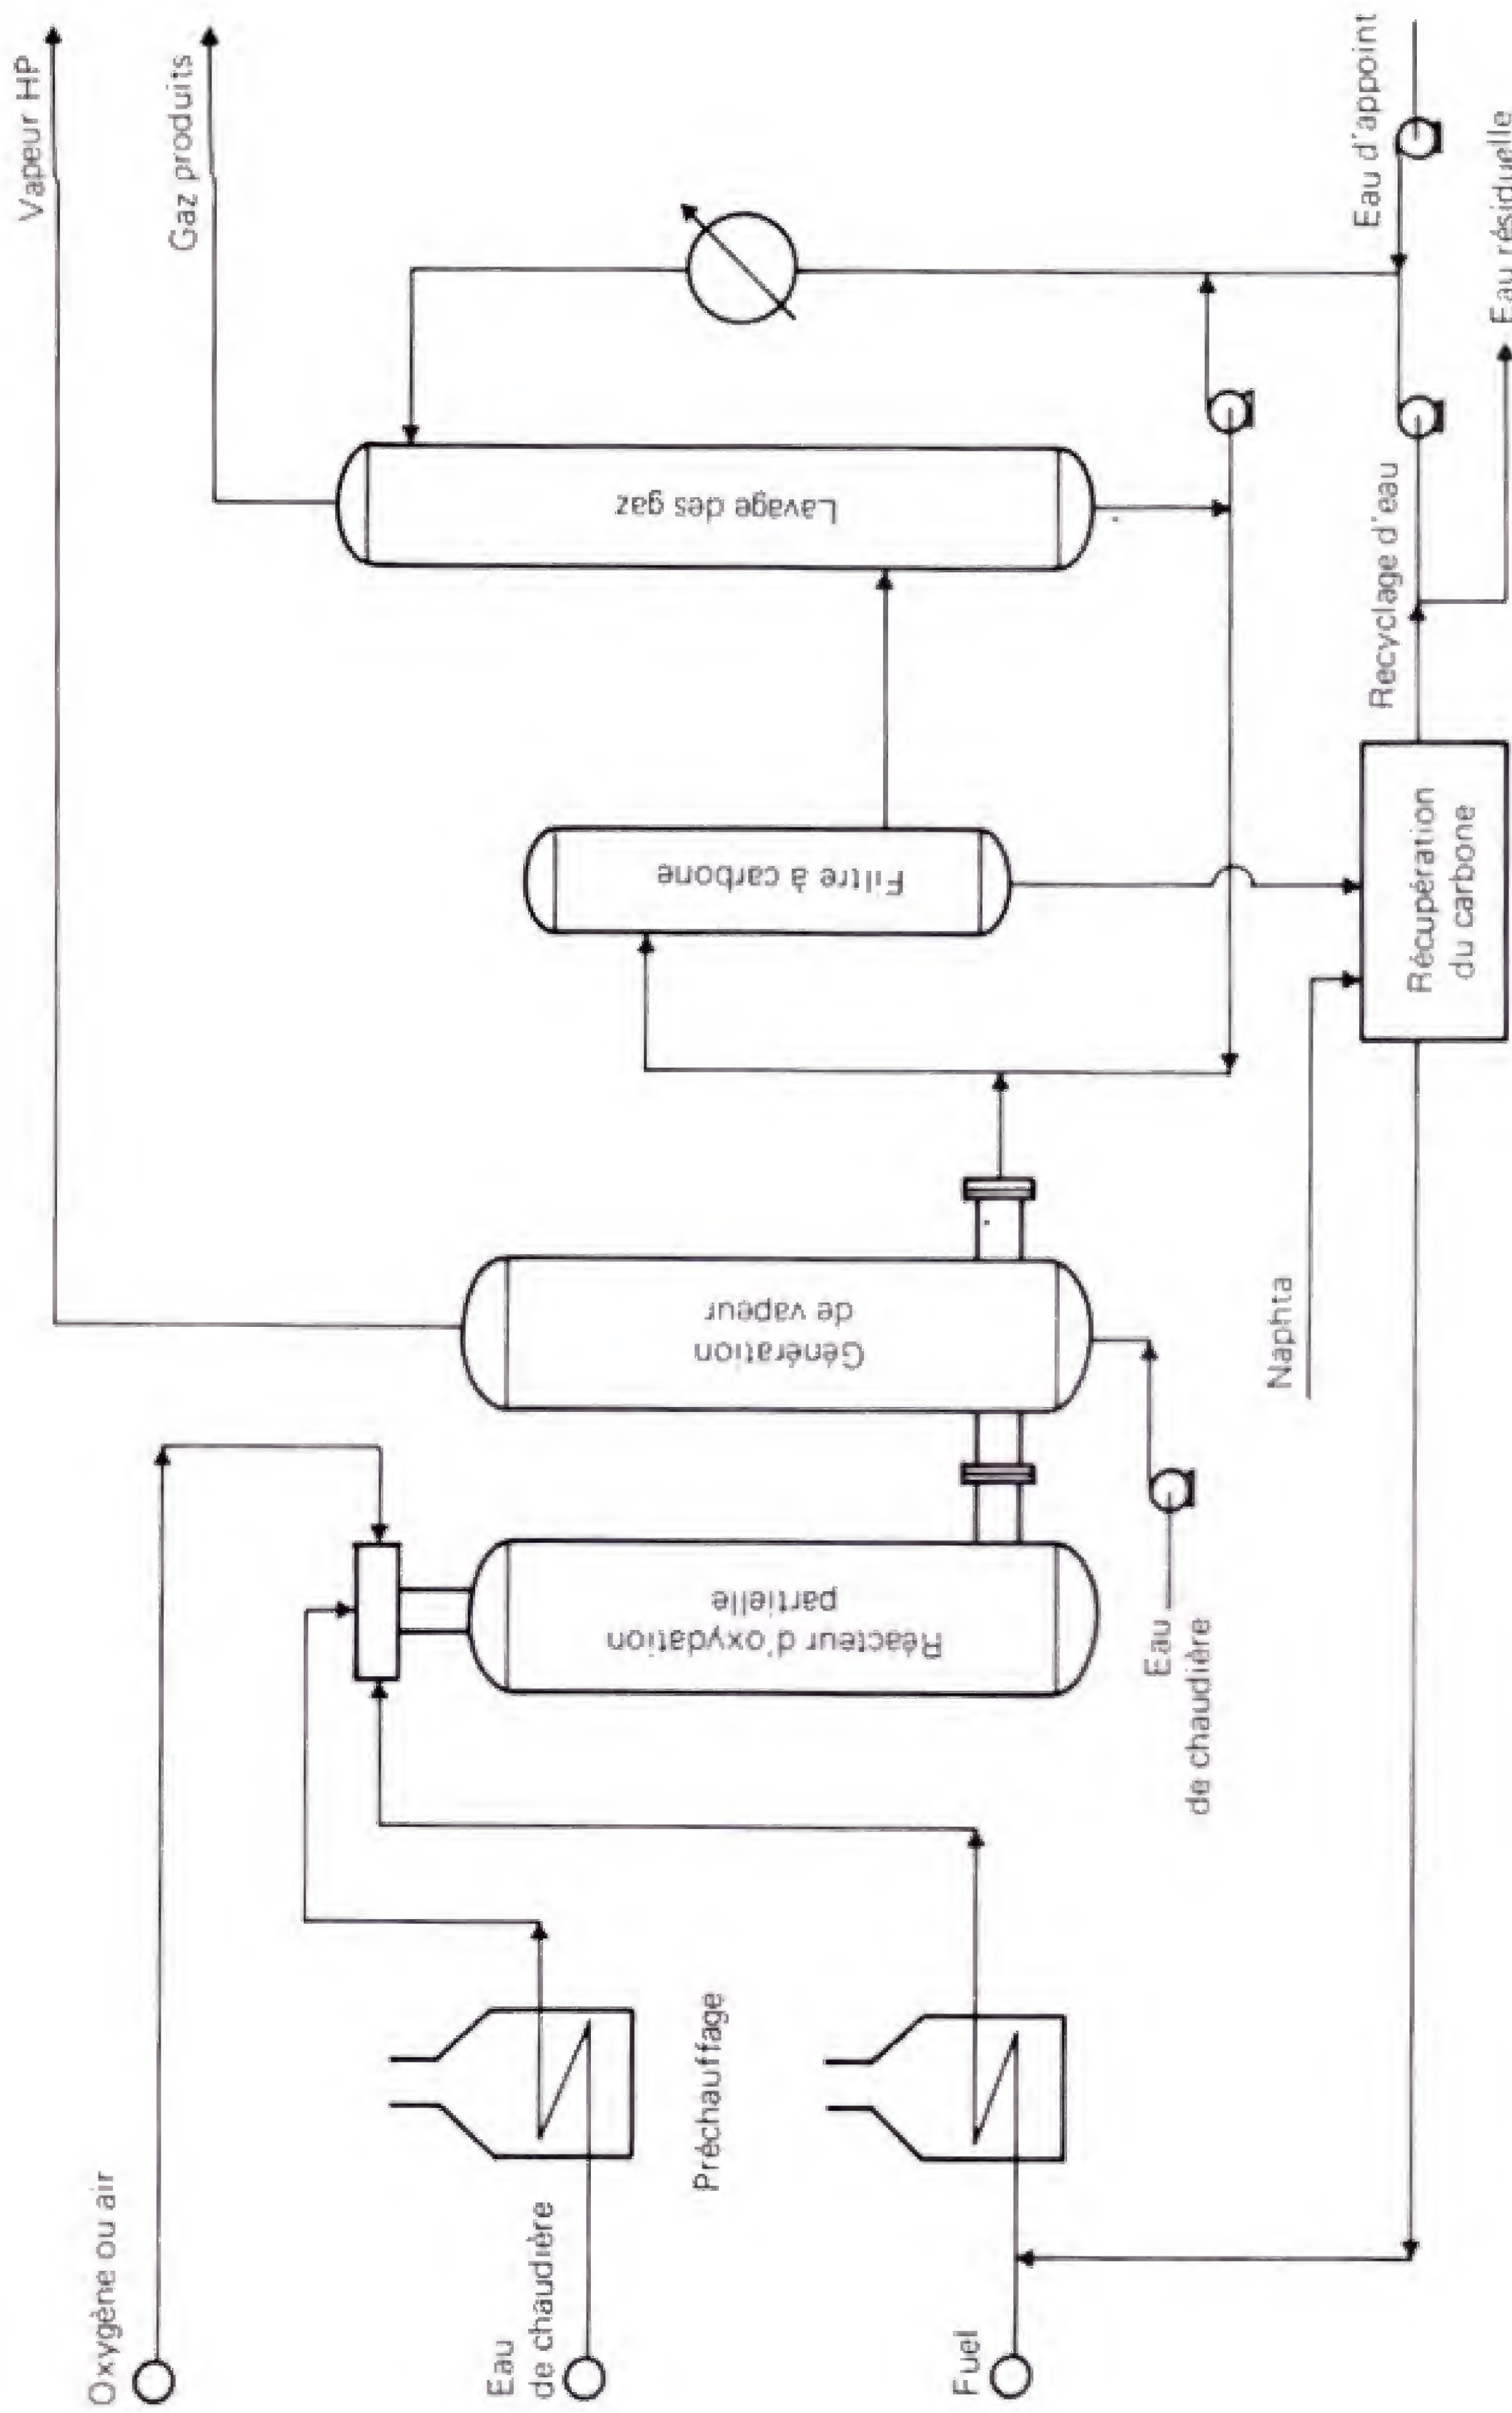 Vapeur HP
Gaz produits
Oxygène ou air
Eau
de chaudière
Fuel
Préchauffage
Réacteur d'oxydation
partielle
Eau
de chaudière
Génération
de vapeur
Naphta
Filtre à carbone
Lavage des gaz
Récupération
du carbone
Recyclage d'eau
Eau d'appoint
Eau résiduelle